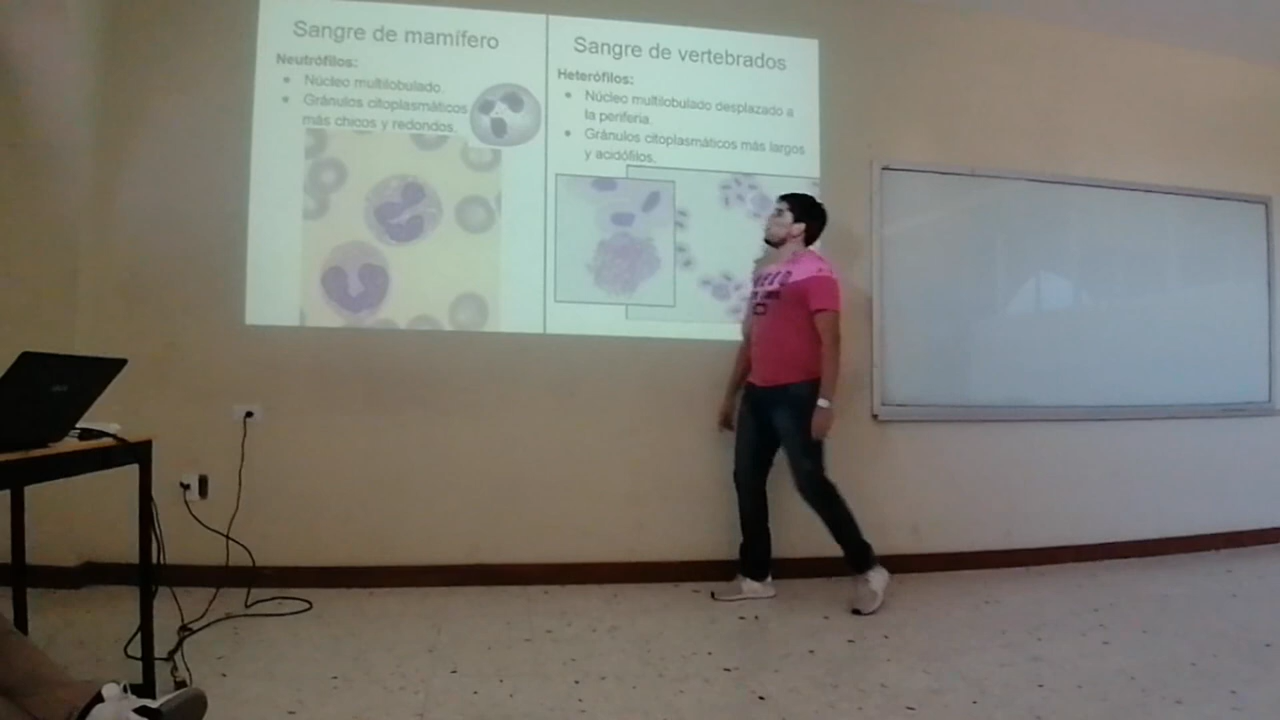 Sangre de mamífero
Neutrófilos:
Núcleo multilobulado.
Gránulos citoplasmáticos
más chicos y redondos.
Sangre de vertebrados
Heterófilos:
Núcleo multilobulado desplazado a
la periferia.
Gránulos citoplasmáticos más largos
y acidófilos.